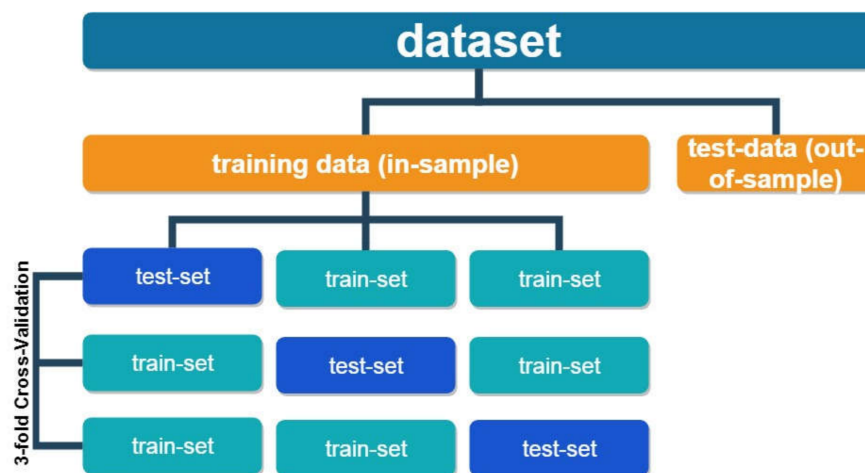 dataset
training data (in-sample)
test-data (out-
of-sample)
3-fold Cross-Validation
test-set
train-set
train-set
train-set
test-set
train-set
train-set
train-set
test-set